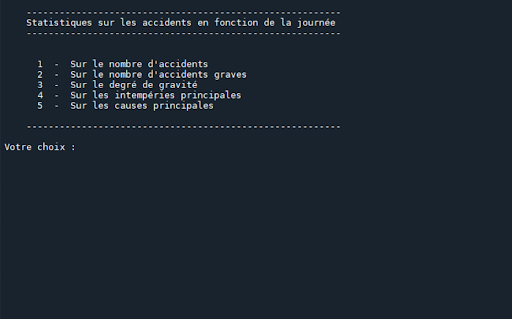 ---------------------------------------------------------
Statistiques sur les accidents en fonction de la journée
---------------------------------------------------------
1 - Sur le nombre d'accidents
2 - Sur le nombre d'accidents graves
3 - Sur le degré de gravité
4 - Sur les intempéries principales
5 - Sur les causes principales
---------------------------------------------------------
Votre choix :